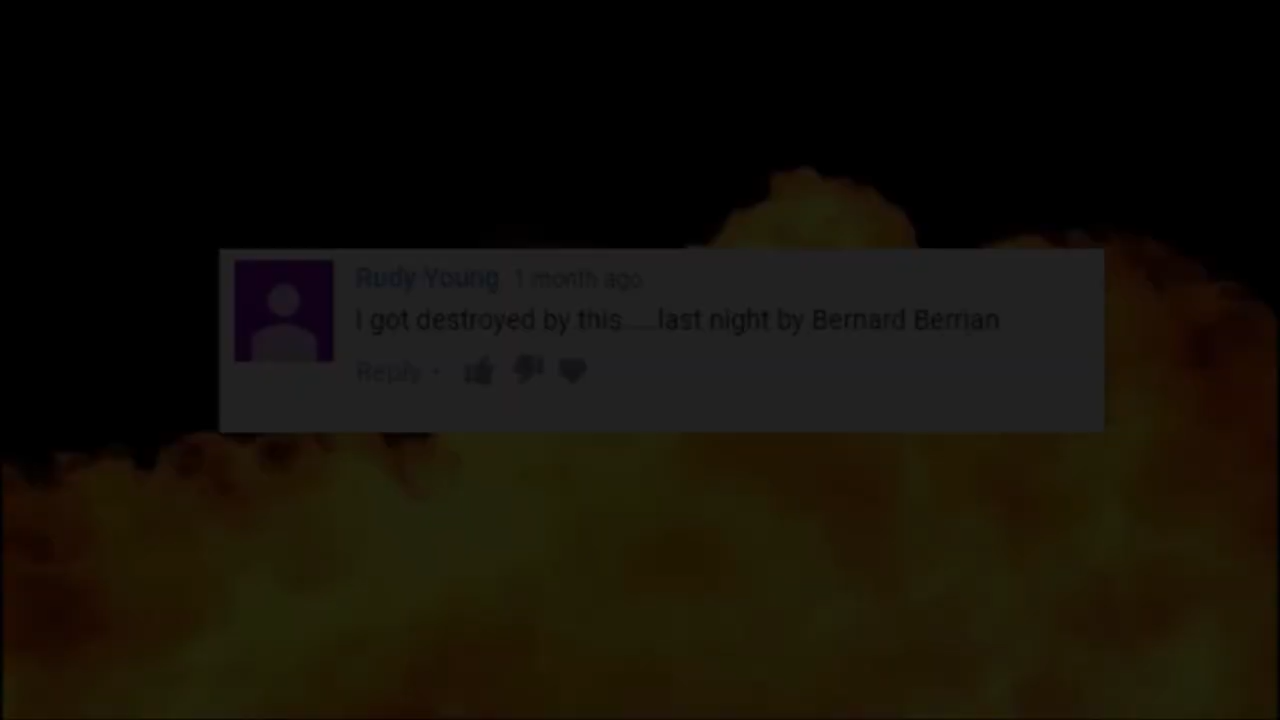 Rudy Young 1 month ago
I got destroyed by this.....last night by Bernard Berrian
Reply •